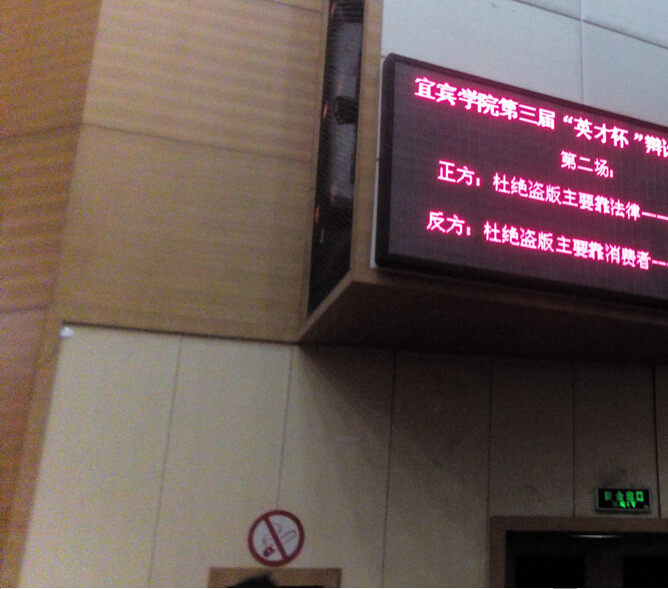 宜宾学院第三届“英才杯”辩论
第二场：
正方：杜绝盗版主要靠法律——
反方：杜绝盗版主要靠消费者——
安全出口